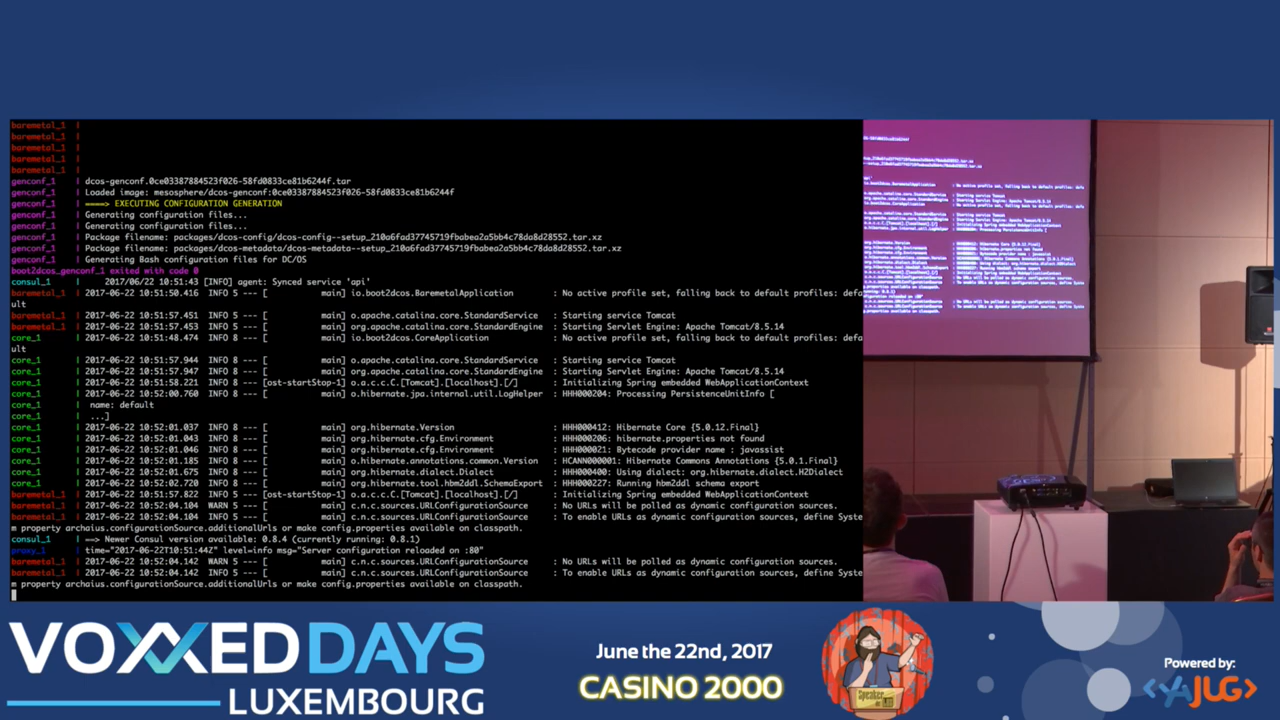 baremetal_1 |
baremetal_1 |
baremetal_1 |
baremetal_1 |
baremetal_1 |
genconf_1 | dcos-genconf.0ce03387884523f026-58fd0833ce81b6244f.tar
genconf_1 | Loaded image: mesosphere/dcos-genconf:0ce03387884523f026-58fd0833ce81b6244f
genconf_1 | ====> EXECUTING CONFIGURATION GENERATION
genconf_1 | Generating configuration files...
genconf_1 | Generating configuration files...
genconf_1 | Package filename: packages/dcos-config/dcos-config--setup_210a6fad37745719fbabea2a5bb4c78da8d28552.tar.xz
genconf_1 | Package filename: packages/dcos-metadata/dcos-metadata--setup_210a6fad37745719fbabea2a5bb4c78da8d28552.tar.xz
genconf_1 | Generating Bash configuration files for DC/OS
boot2dcos_genconf_1 exited with code 0
consul_1 | 2017/06/22 10:51:45 [INFO] agent: Synced service 'api'
baremetal_1 | 2017-06-22 10:51:50.416 INFO 5 --- [ main] io.boot2dcos.BaremetalApplication : No active profile set, falling back to default profiles: defa
ult
baremetal_1 | 2017-06-22 10:51:57.450 INFO 5 --- [ main] o.apache.catalina.core.StandardService : Starting service Tomcat
baremetal_1 | 2017-06-22 10:51:57.453 INFO 5 --- [ main] org.apache.catalina.core.StandardEngine : Starting Servlet Engine: Apache Tomcat/8.5.14
core_1 | 2017-06-22 10:51:48.474 INFO 8 --- [ main] io.boot2dcos.CoreApplication : No active profile set, falling back to default profiles: defa
ult
core_1 | 2017-06-22 10:51:57.944 INFO 8 --- [ main] o.apache.catalina.core.StandardService : Starting service Tomcat
core_1 | 2017-06-22 10:51:57.947 INFO 8 --- [ main] org.apache.catalina.core.StandardEngine : Starting Servlet Engine: Apache Tomcat/8.5.14
core_1 | 2017-06-22 10:51:58.221 INFO 8 --- [ost-startStop-1] o.a.c.c.C.[Tomcat].[localhost].[/] : Initializing Spring embedded WebApplicationContext
core_1 | 2017-06-22 10:52:00.760 INFO 8 --- [ main] o.hibernate.jpa.internal.util.LogHelper : HHH000204: Processing PersistenceUnitInfo [
core_1 | name: default
core_1 | ...]
core_1 | 2017-06-22 10:52:01.037 INFO 8 --- [ main] org.hibernate.Version : HHH000412: Hibernate Core {5.0.12.Final}
core_1 | 2017-06-22 10:52:01.043 INFO 8 --- [ main] org.hibernate.cfg.Environment : HHH000206: hibernate.properties not found
core_1 | 2017-06-22 10:52:01.046 INFO 8 --- [ main] org.hibernate.cfg.Environment : HHH000021: Bytecode provider name : javassist
core_1 | 2017-06-22 10:52:01.185 INFO 8 --- [ main] o.hibernate.annotations.common.Version : HCANN000001: Hibernate Commons Annotations {5.0.1.Final}
core_1 | 2017-06-22 10:52:01.675 INFO 8 --- [ main] org.hibernate.dialect.Dialect : HHH000400: Using dialect: org.hibernate.dialect.H2Dialect
core_1 | 2017-06-22 10:52:02.720 INFO 8 --- [ main] org.hibernate.tool.hbm2ddl.SchemaExport : HHH000227: Running hbm2ddl schema export
baremetal_1 | 2017-06-22 10:51:57.822 INFO 5 --- [ost-startStop-1] o.a.c.c.C.[Tomcat].[localhost].[/] : Initializing Spring embedded WebApplicationContext
baremetal_1 | 2017-06-22 10:52:04.104 WARN 5 --- [ main] c.n.c.sources.URLConfigurationSource : No URLs will be polled as dynamic configuration sources.
baremetal_1 | 2017-06-22 10:52:04.106 INFO 5 --- [ main] c.n.c.sources.URLConfigurationSource : To enable URLs as dynamic configuration sources, define Syste
m property archaius.configurationSource.additionalUrls or make config.properties available on classpath.
consul_1 | ==> Newer Consul version available: 0.8.4 (currently running: 0.8.1)
proxy_1 | time="2017-06-22T10:51:44Z" level=info msg="Server configuration reloaded on :80"
baremetal_1 | 2017-06-22 10:52:04.142 WARN 5 --- [ main] c.n.c.sources.URLConfigurationSource : No URLs will be polled as dynamic configuration sources.
baremetal_1 | 2017-06-22 10:52:04.142 INFO 5 --- [ main] c.n.c.sources.URLConfigurationSource : To enable URLs as dynamic configuration sources, define Syste
m property archaius.configurationSource.additionalUrls or make config.properties available on classpath.
VOXXED DAYS
LUXEMBOURG
June the 22nd, 2017
CASINO 2000
Powered by:
YAJUG